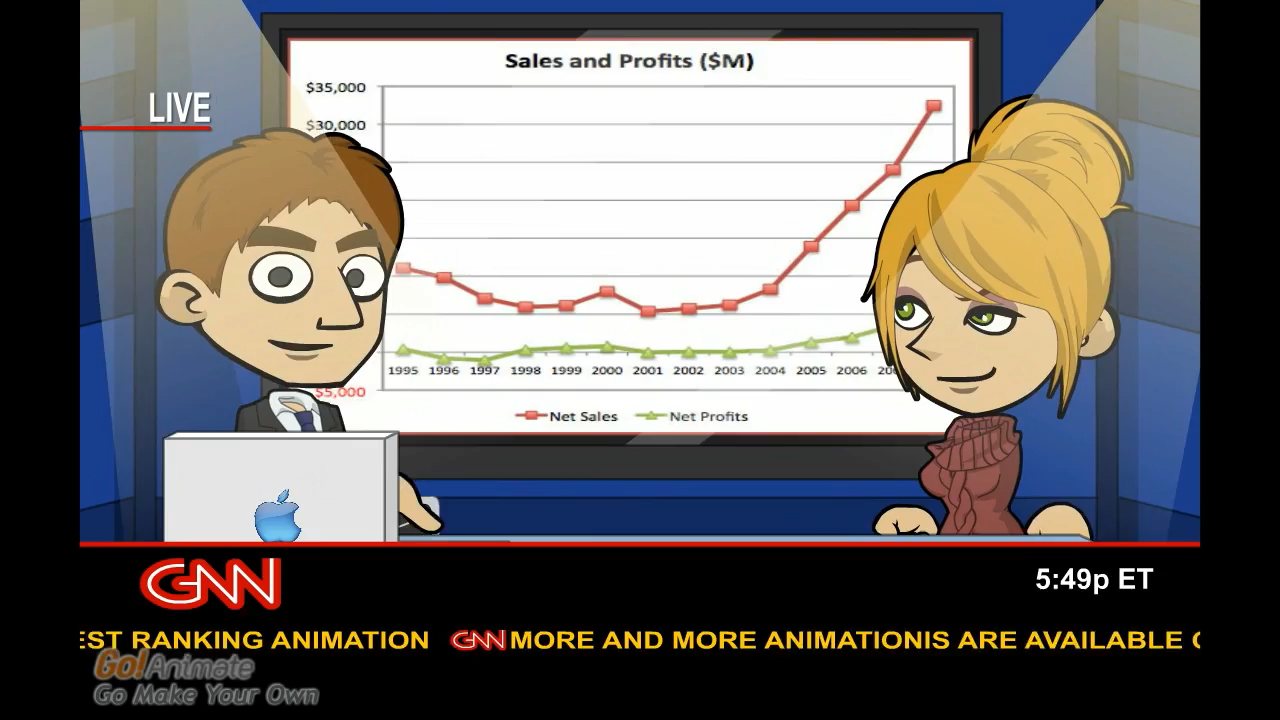 Sales and Profits ($M)
LIVE
$35,000
$30,000
1995 1996 1997 1998 1999 2000 2001 2002 2003 2004 2005 2006
$5,000
Net Sales Net Profits
GNN
5:49p ET
EST RANKING ANIMATION GNN MORE AND MORE ANIMATIONIS ARE AVAILABLE
Go!Animate
Go Make Your Own